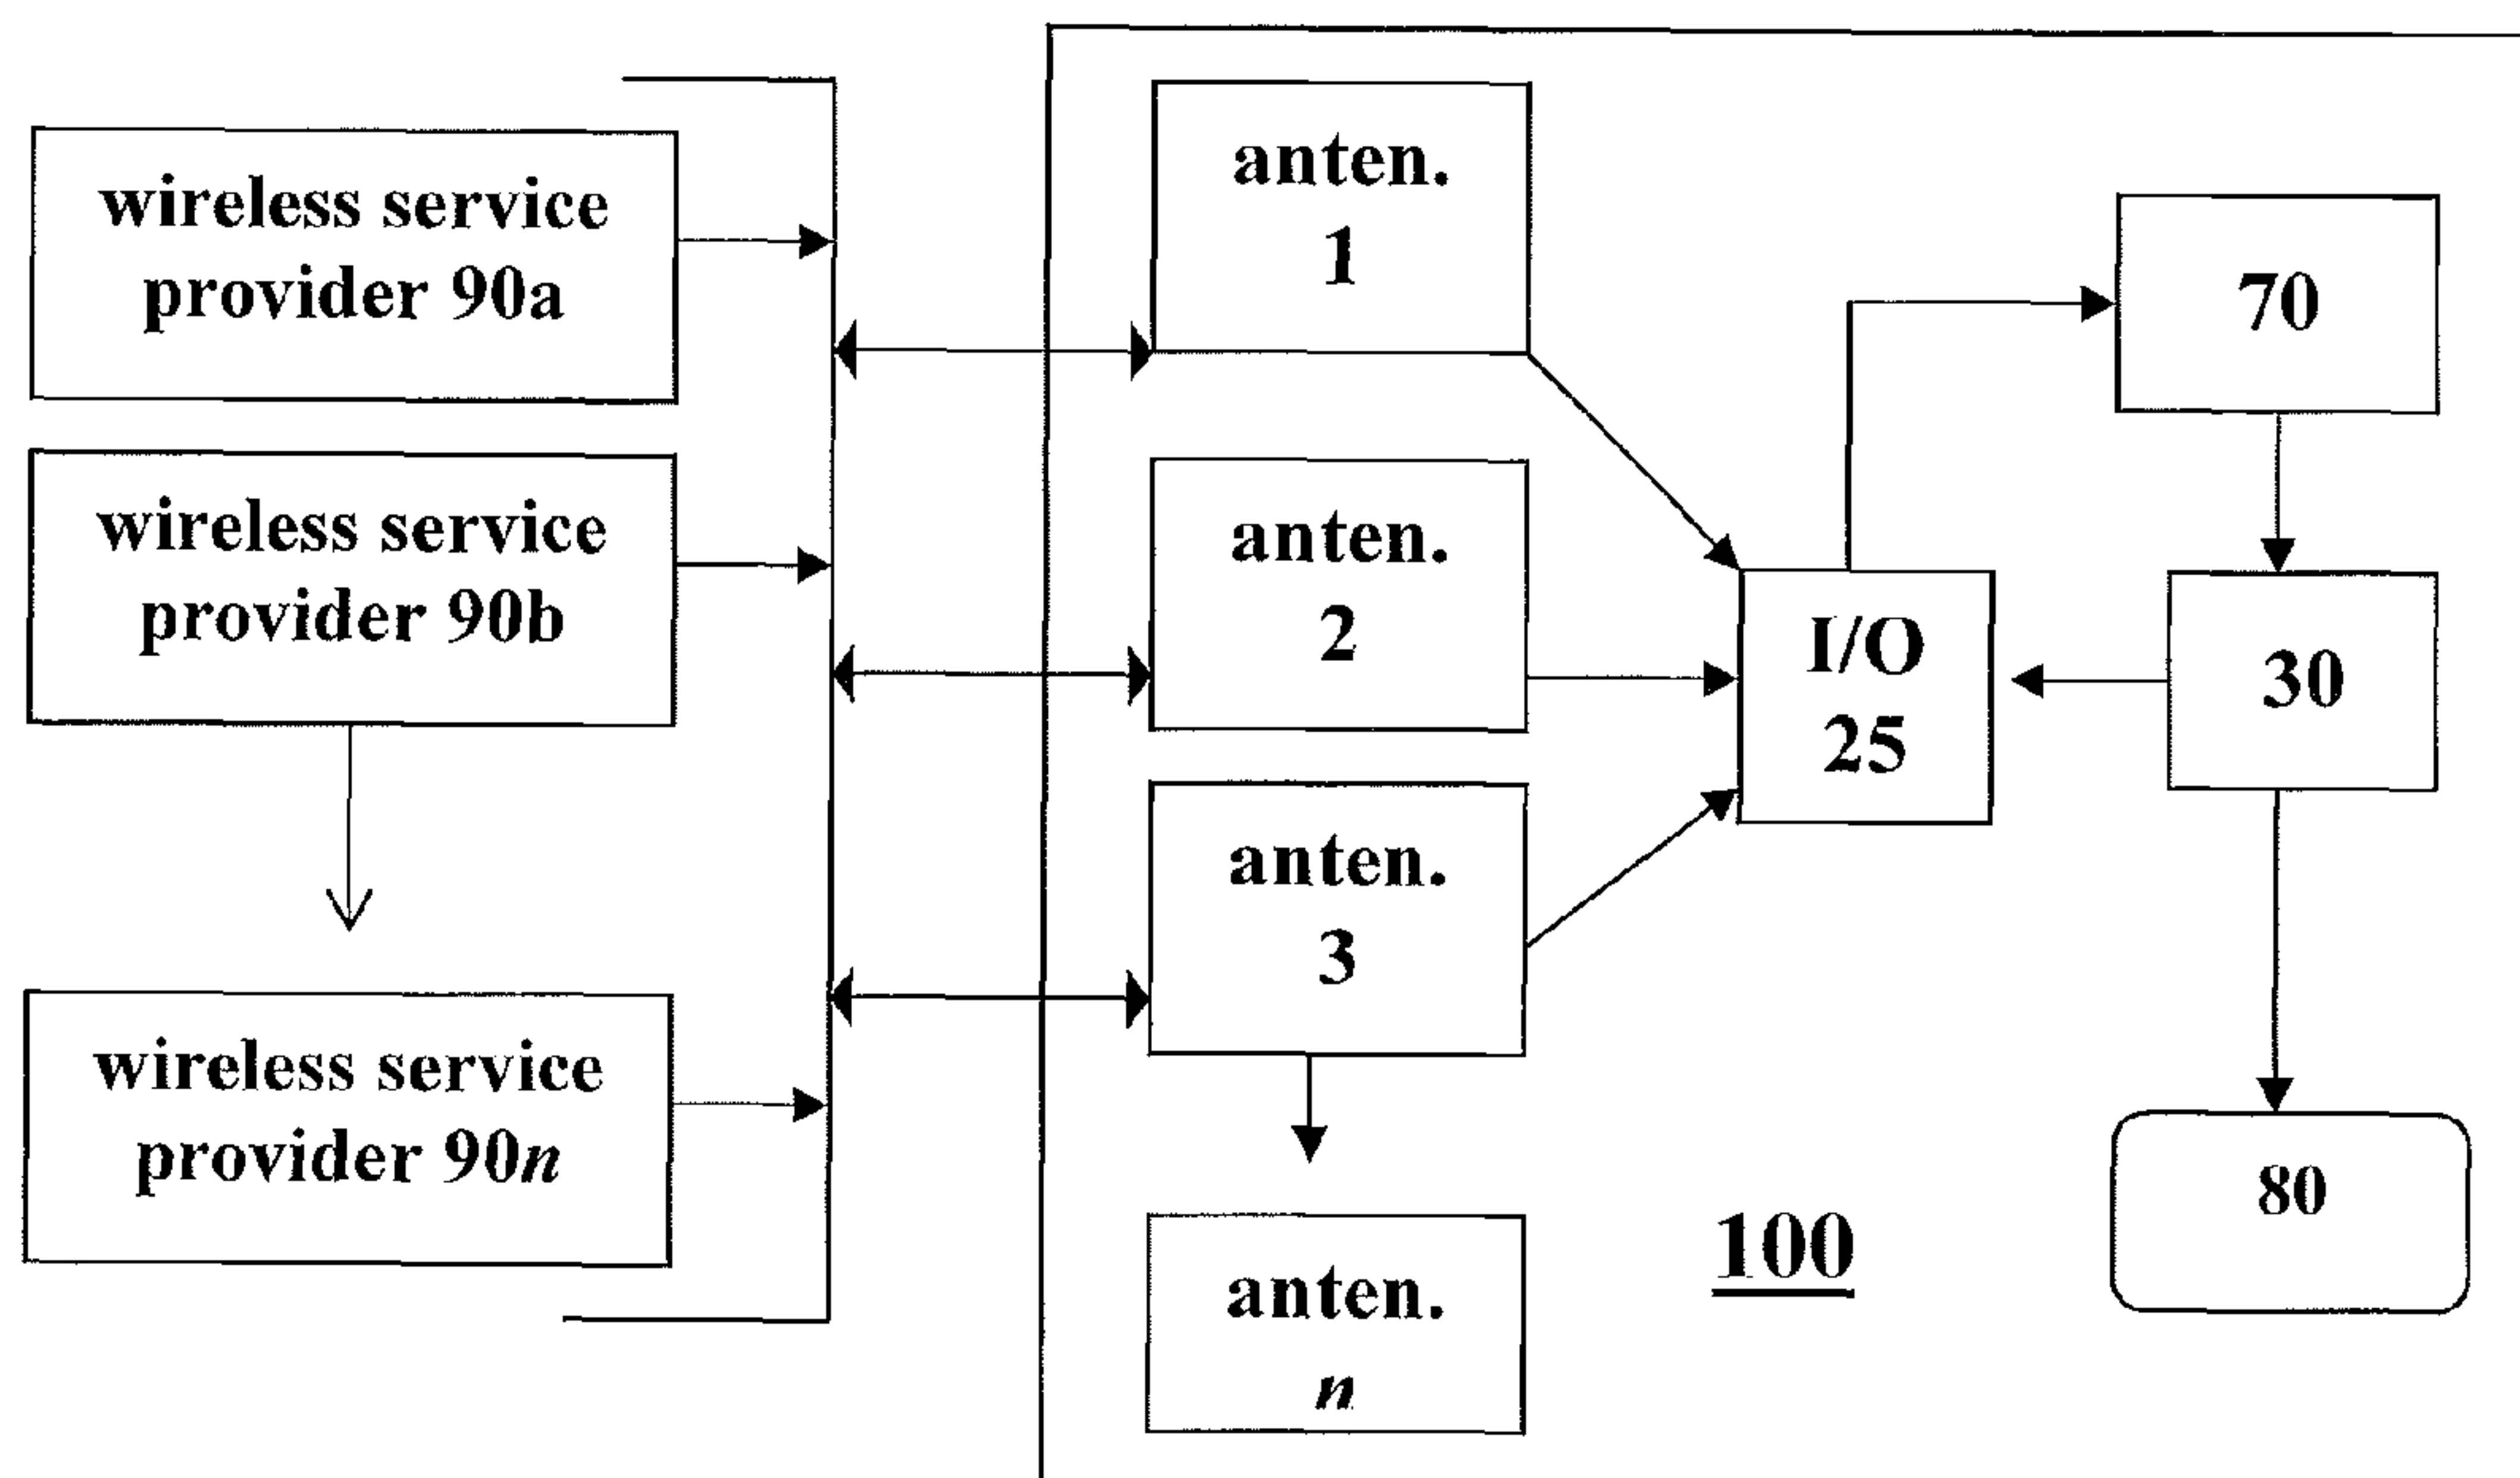 wireless service
provider 90a
wireless service
provider 90b
wireless service
provider 90n
anten.
1
anten.
2
anten.
3
anten.
n
I/O
25
70
30
80
100